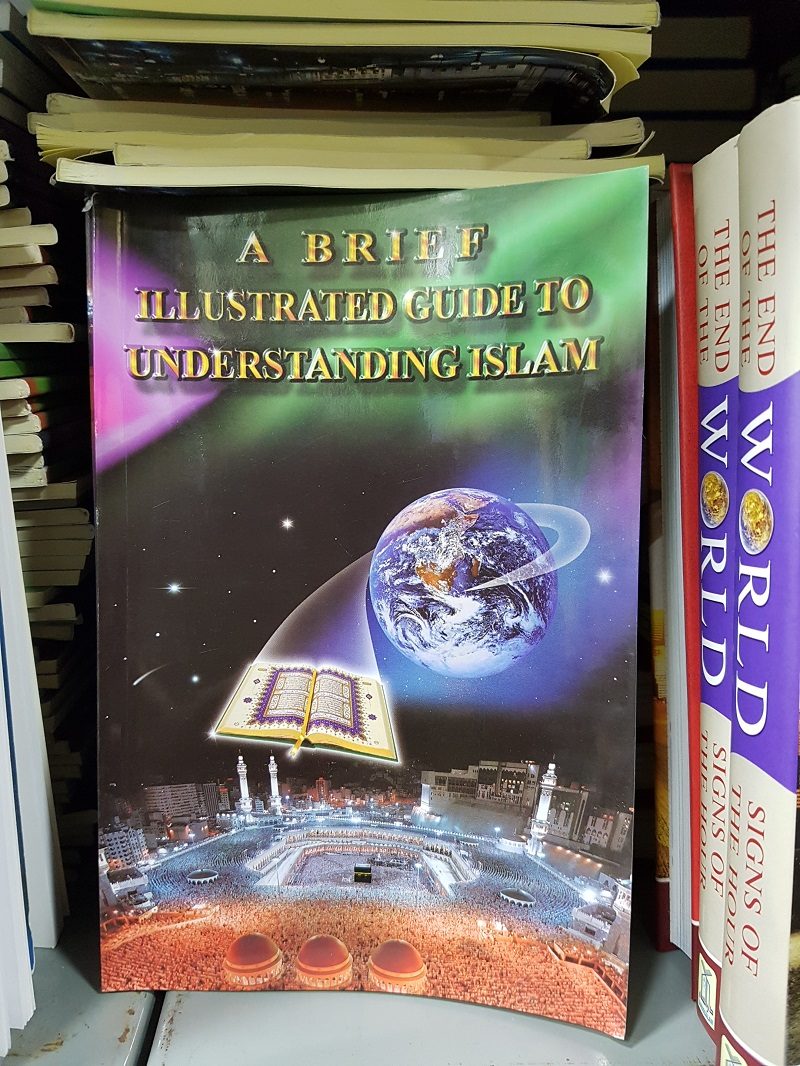 A BRIEF
ILLUSTRATED GUIDE TO
UNDERSTANDING ISLAM
THE END
OF THE
WORLD
SIGNS OF
THE HOUR
THE END
OF THE
WORLD
SIGNS OF
THE HOUR